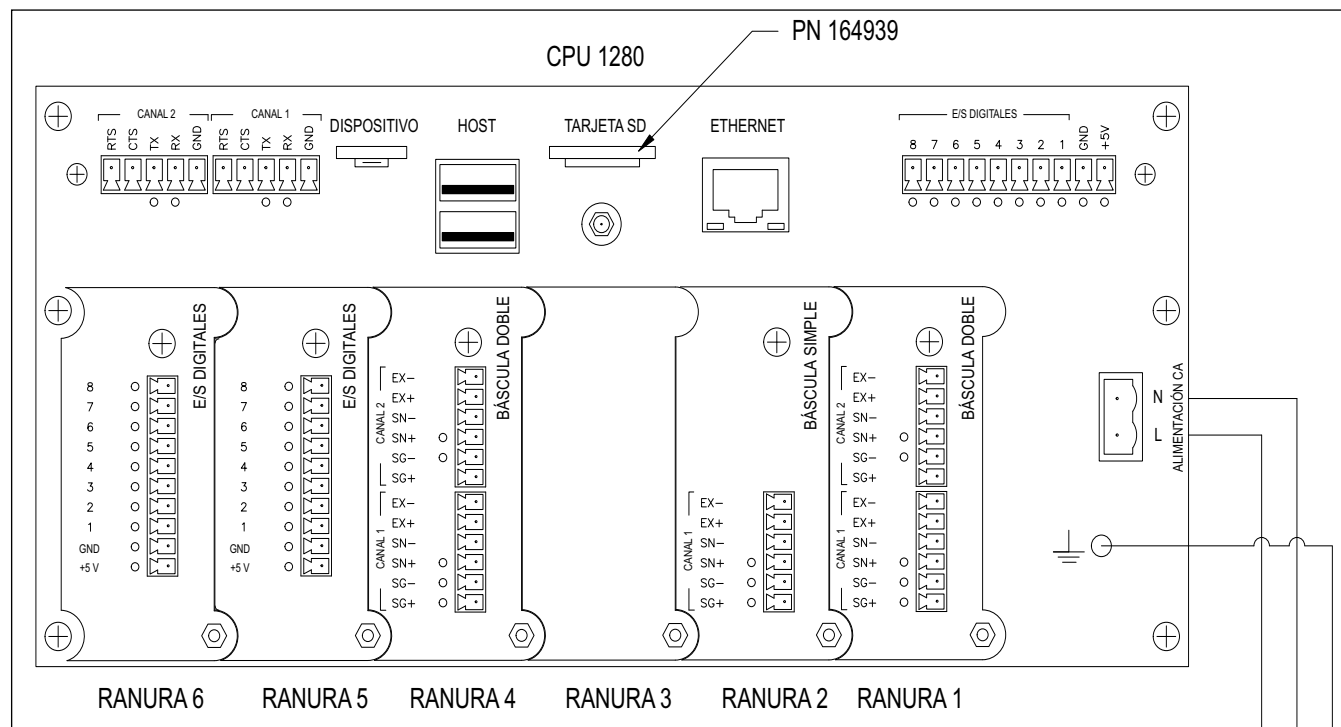 PN 164939
CPU 1280
CANAL 2
CANAL 1
RTS
CTS
TX
RX
GND
RTS
CTS
TX
RX
GND
DISPOSITIVO
HOST
TARJETA SD
ETHERNET
E/S DIGITALES
8
7
6
5
4
3
2
1
GND
+5V
E/S DIGITALES
8
7
6
5
4
3
2
1
GND
+5 V
E/S DIGITALES
8
7
6
5
4
3
2
1
GND
+5 V
BÁSCULA DOBLE
CANAL 2
EX-
EX+
SN-
SN+
SG-
SG+
CANAL 1
EX-
EX+
SN-
SN+
SG-
SG+
BÁSCULA SIMPLE
CANAL 1
EX-
EX+
SN-
SN+
SG-
SG+
BÁSCULA DOBLE
CANAL 2
EX-
EX+
SN-
SN+
SG-
SG+
CANAL 1
EX-
EX+
SN-
SN+
SG-
SG+
N
L
ALIMENTACIÓN CA
RANURA 6
RANURA 5
RANURA 4
RANURA 3
RANURA 2
RANURA 1